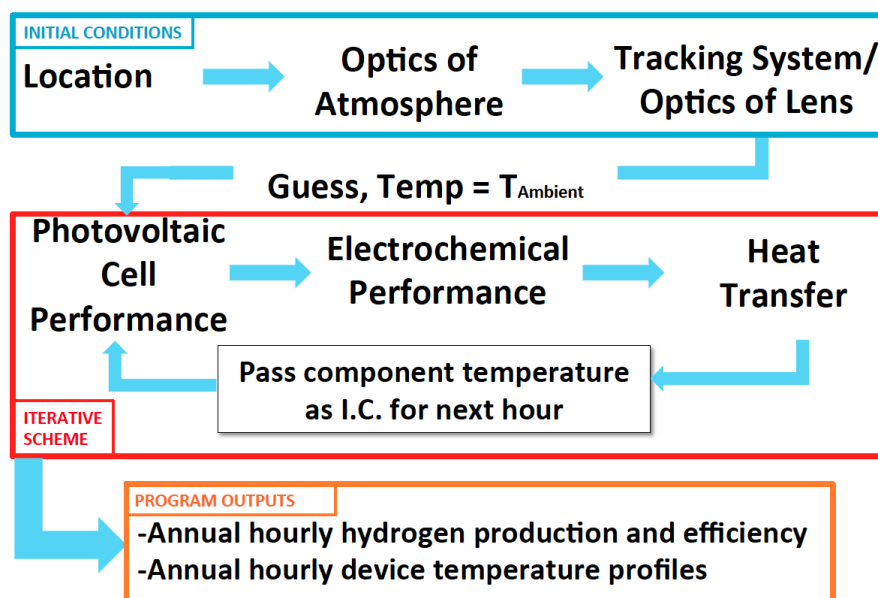 INITIAL CONDITIONS
Location
Optics of
Atmosphere
Tracking System/
Optics of Lens
Guess, Temp = TAmbient
Photovoltaic
Cell
Performance
Electrochemical
Performance
Heat
Transfer
Pass component temperature
as I.C. for next hour
ITERATIVE
SCHEME
PROGRAM OUTPUTS
-Annual hourly hydrogen production and efficiency
-Annual hourly device temperature profiles